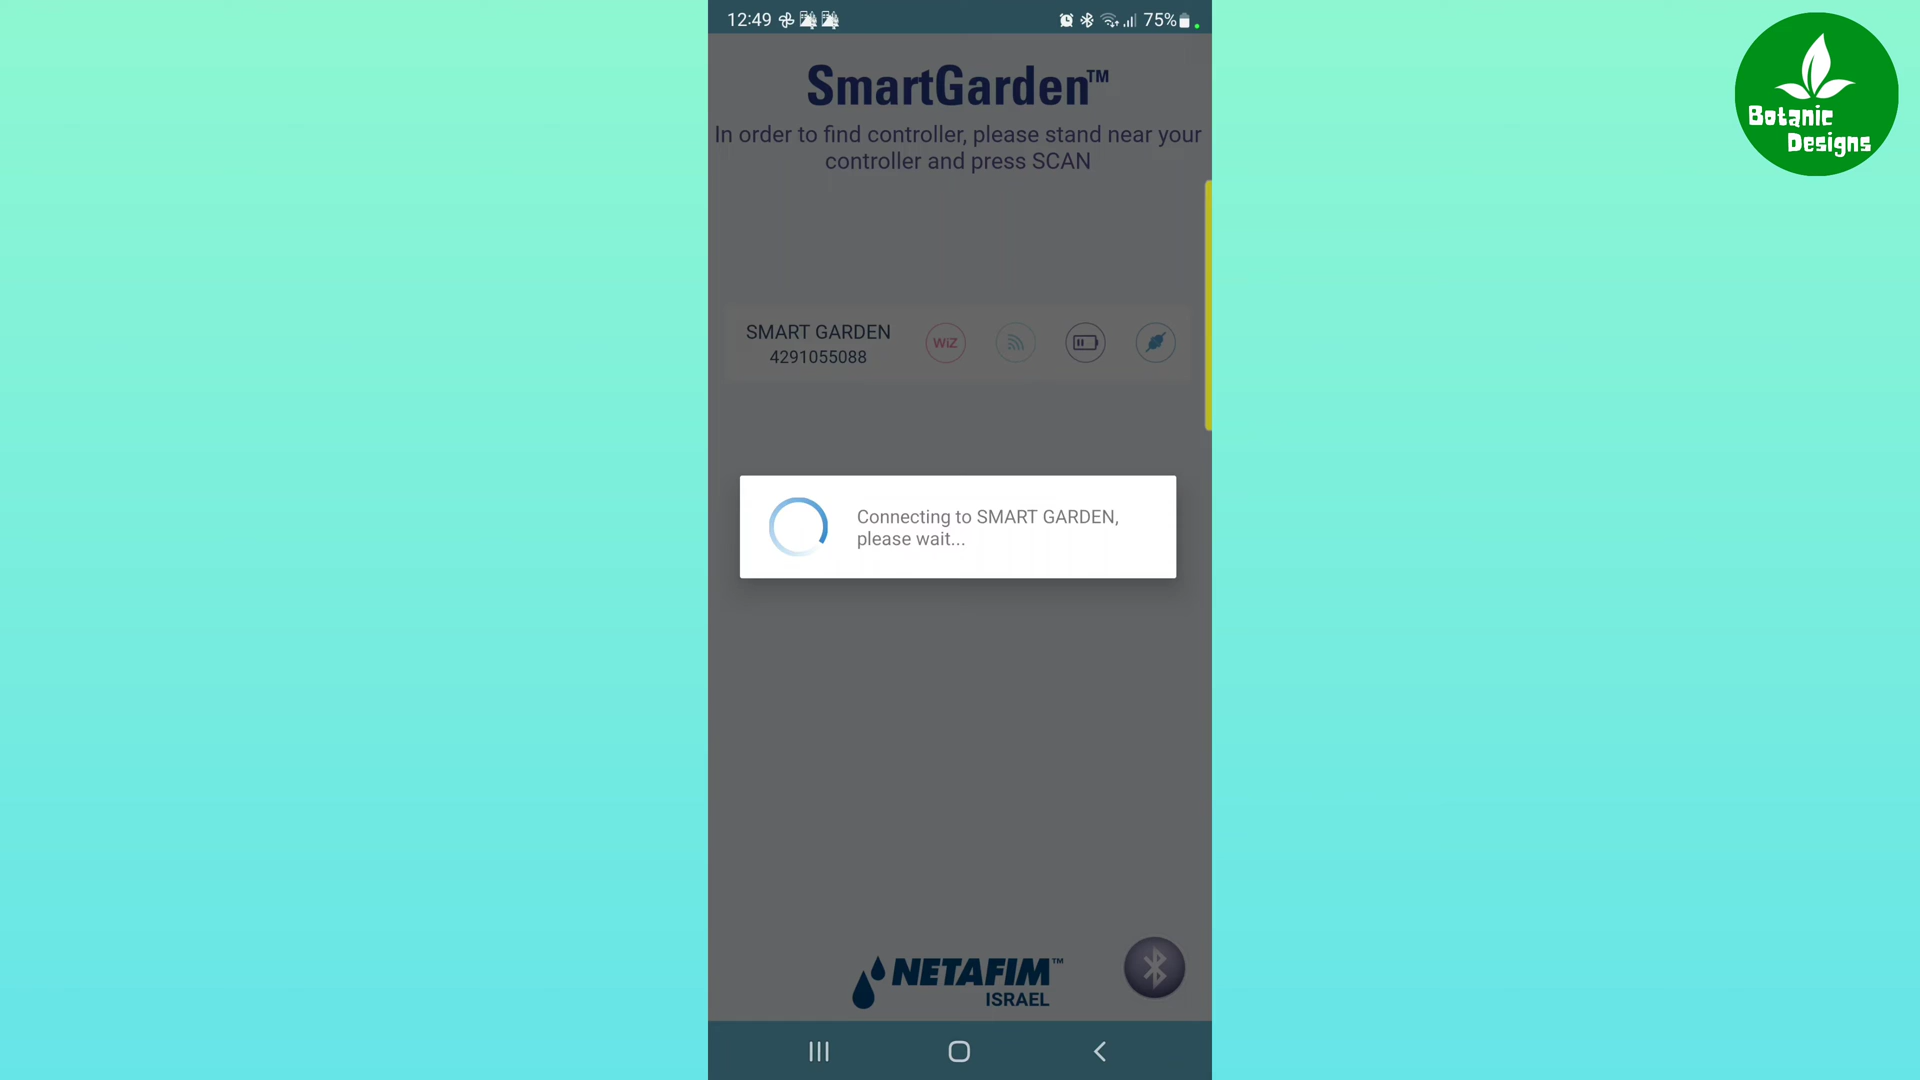 12:49
75%
SmartGarden™
In order to find controller, please stand near your
controller and press SCAN
SMART GARDEN
4291055088
WiZ
Connecting to SMART GARDEN,
please wait...
NETAFIM™
ISRAEL
Botanic
Designs